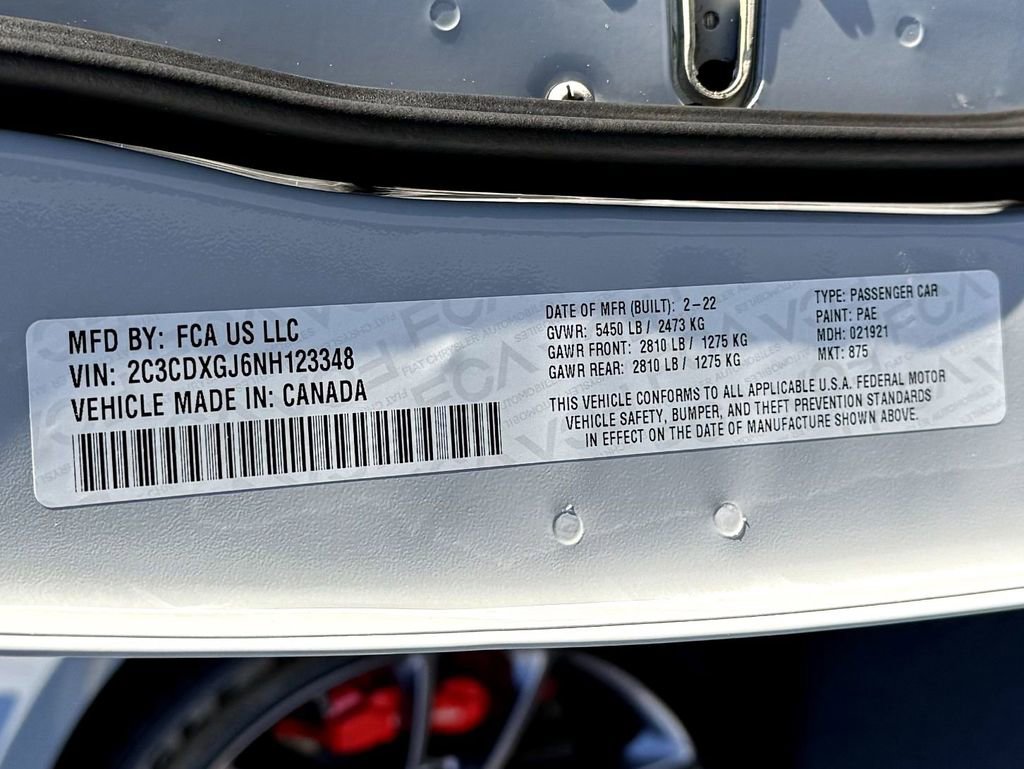 MFD BY: FCA US LLC
VIN: 2C3CDXGJ6NH123348
VEHICLE MADE IN: CANADA
DATE OF MFR (BUILT): 2-22
GVWR: 5450 LB / 2473 KG
GAWR FRONT: 2810 LB / 1275 KG
GAWR REAR: 2810 LB / 1275 KG
TYPE: PASSENGER CAR
PAINT: PAE
MDH: 021921
MKT: 875
THIS VEHICLE CONFORMS TO ALL APPLICABLE U.S.A. FEDERAL MOTOR
VEHICLE SAFETY, BUMPER, AND THEFT PREVENTION STANDARDS
IN EFFECT ON THE DATE OF MANUFACTURE SHOWN ABOVE.